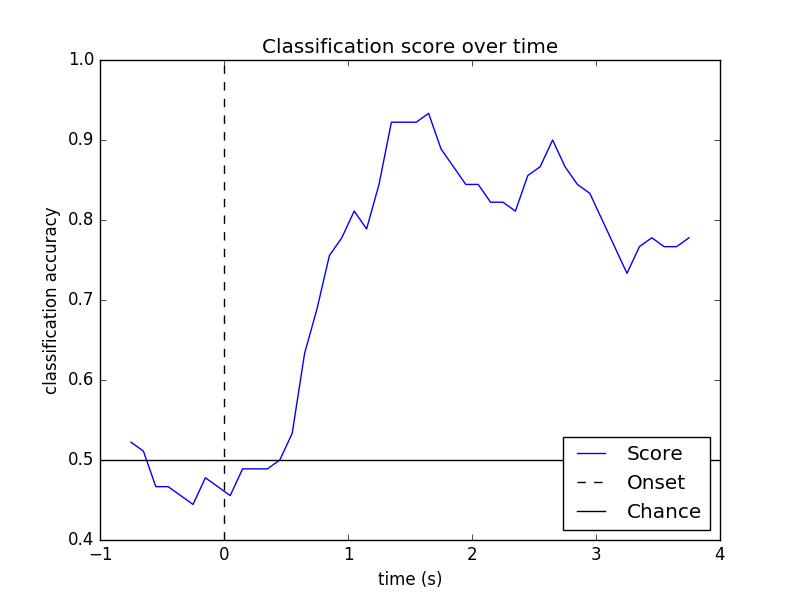 Classification score over time
1.0
0.9
0.8
0.7
0.6
0.5
0.4
classification accuracy
−1
0
1
2
3
4
time (s)
Score
Onset
Chance